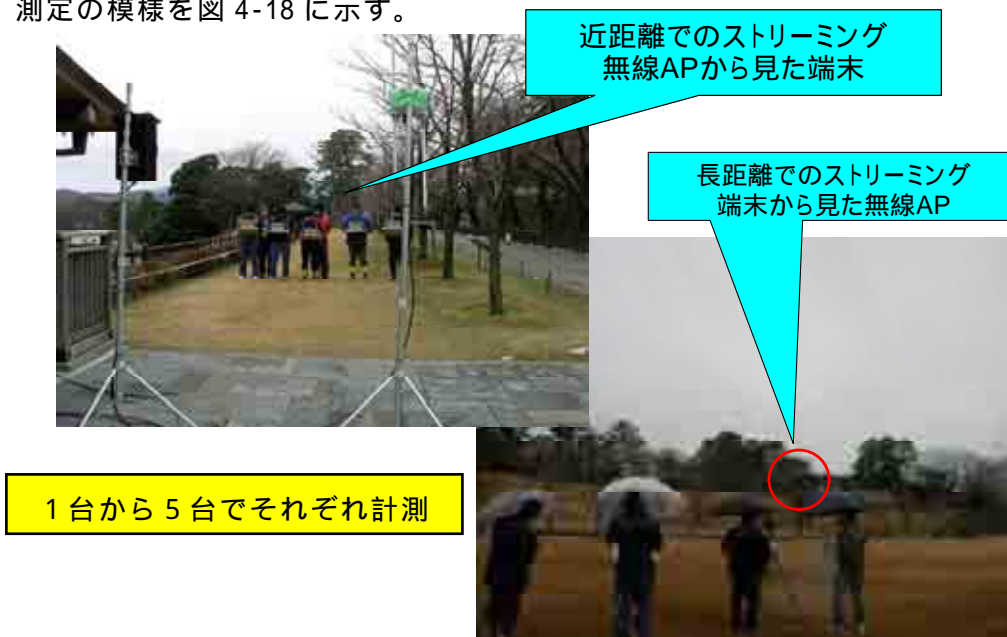 測定の模様を図 4-18 に示す。
近距離でのストリーミング
無線APから見た端末
長距離でのストリーミング
端末から見た無線AP
1 台から 5 台でそれぞれ計測